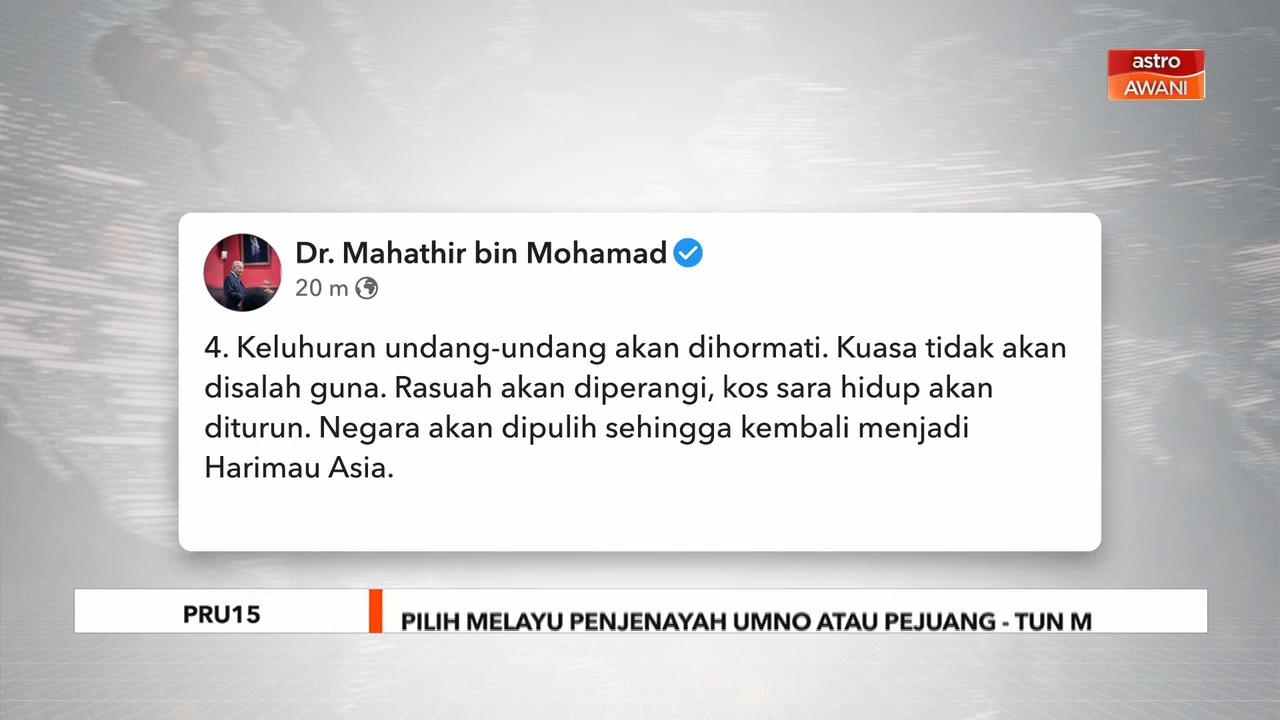 astro
AWANI
Dr. Mahathir bin Mohamad
20 m
4. Keluhuran undang-undang akan dihormati. Kuasa tidak akan
disalah guna. Rasuah akan diperangi, kos sara hidup akan
diturun. Negara akan dipulih sehingga kembali menjadi
Harimau Asia.
PRU15
PILIH MELAYU PENJENAYAH UMNO ATAU PEJUANG - TUN M